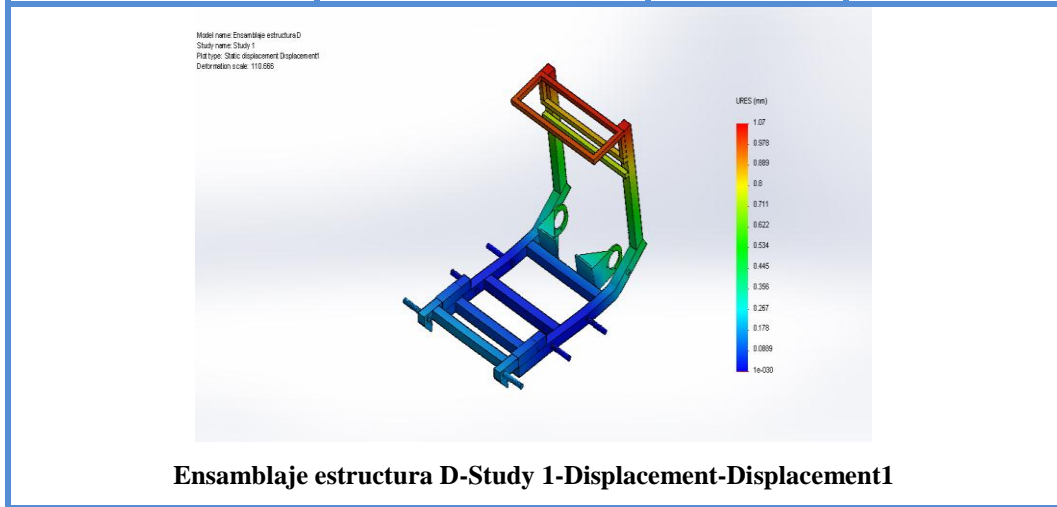 Model name: Ensamblaje estructura D
Study name: Study 1
Plot type: Static displacement Displacement1
Deformation scale: 110.666
URES (mm)
1.07
0.978
0.889
0.8
0.711
0.622
0.534
0.445
0.356
0.267
0.178
0.0889
1e-030
Ensamblaje estructura D-Study 1-Displacement-Displacement1